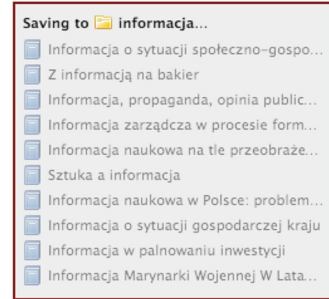 Saving to informacja...
Informacja o sytuacji społeczno-gospo...
Z informacją na bakier
Informacja, propaganda, opinia public...
Informacja zarządcza w procesie form...
Informacja naukowa na tle przeobraże...
Sztuka a informacja
Informacja naukowa w Polsce: problem...
Informacja o sytuacji gospodarczej kraju
Informacja w palnowaniu inwestycji
Informacja Marynarki Wojennej W Lata...